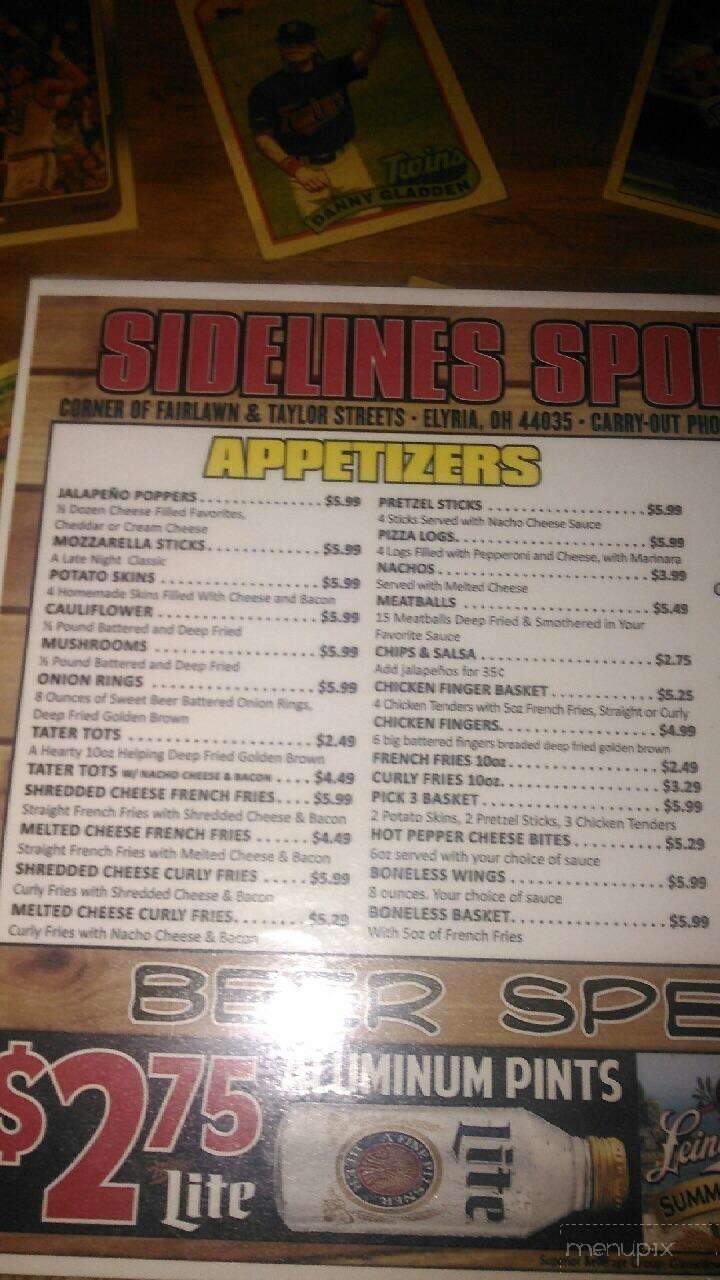 Twins
DANNY GLADDEN
SIDELINES SPO
CORNER OF FAIRLAWN & TAYLOR STREETS · ELYRIA, OH 44035 · CARRY-OUT PHO
APPETIZERS
JALAPEÑO POPPERS.................$5.99
½ Dozen Cheese Filled Favorites,
Cheddar or Cream Cheese
MOZZARELLA STICKS...............$5.99
A Late Night Classic
POTATO SKINS ....................$5.99
4 Homemade Skins Filled With Cheese and Bacon
CAULIFLOWER ....................$5.99
Pound Battered and Deep Fried
MUSHROOMS ....................$5.99
½ Pound Battered and Deep Fried
ONION RINGS ....................$5.99
8 Ounces of Sweet Beer Battered Onion Rings,
Deep Fried Golden Brown
TATER TOTS .......................$2.49
A Hearty 10oz Helping Deep Fried Golden Brown
TATER TOTS W/ NACHO CHEESE & BACON ....$4.49
SHREDDED CHEESE FRENCH FRIES....$5.99
Straight French Fries with Shredded Cheese & Bacon
MELTED CHEESE FRENCH FRIES ......$4.49
Straight French Fries with Melted Cheese & Bacon
SHREDDED CHEESE CURLY FRIES ....$5.99
Curly Fries with Shredded Cheese & Bacon
MELTED CHEESE CURLY FRIES........$5.29
Curly Fries with Nacho Cheese & Bacon
PRETZEL STICKS ....................$5.99
4 Sticks Served with Nacho Cheese Sauce
PIZZA LOGS.......................$5.99
4 Logs Filled with Pepperoni and Cheese, with Marinara
NACHOS..........................$3.99
Served with Melted Cheese
MEATBALLS ......................$5.49
15 Meatballs Deep Fried & Smothered in Your
Favorite Sauce
CHIPS & SALSA ....................$2.75
Add jalapeños for 35¢
CHICKEN FINGER BASKET............$5.25
4 Chicken Tenders with 5oz French Fries, Straight or Curly
CHICKEN FINGERS..................$4.99
6 big battered fingers breaded deep fried golden brown
FRENCH FRIES 10oz.................$2.49
CURLY FRIES 10oz..................$3.29
PICK 3 BASKET....................$5.99
2 Potato Skins, 2 Pretzel Sticks, 3 Chicken Tenders
HOT PEPPER CHEESE BITES..........$5.29
6oz served with your choice of sauce
BONELESS WINGS .................$5.99
8 ounces. Your choice of sauce
BONELESS BASKET.................$5.99
With 5oz of French Fries
BEER SPE
$2.75
Lite
ALUMINUM PINTS
A FINE PILSNER
Lite
Lein
SUMM
menupix